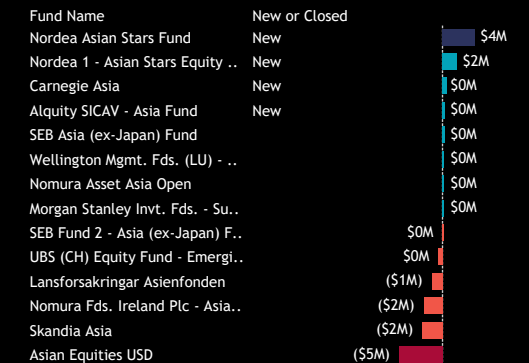 Fund Name New or Closed
Nordea Asian Stars Fund New $4M
Nordea 1 - Asian Stars Equity .. New $2M
Carnegie Asia New $0M
Alquity SICAV - Asia Fund New $0M
SEB Asia (ex-Japan) Fund $0M
Wellington Mgmt. Fds. (LU) - .. $0M
Nomura Asset Asia Open $0M
Morgan Stanley Invt. Fds. - Su.. $0M
SEB Fund 2 - Asia (ex-Japan) F.. $0M
UBS (CH) Equity Fund - Emergi.. $0M
Lansforsakringar Asienfonden ($1M)
Nomura Fds. Ireland Plc - Asia.. ($2M)
Skandia Asia ($2M)
Asian Equities USD ($5M)